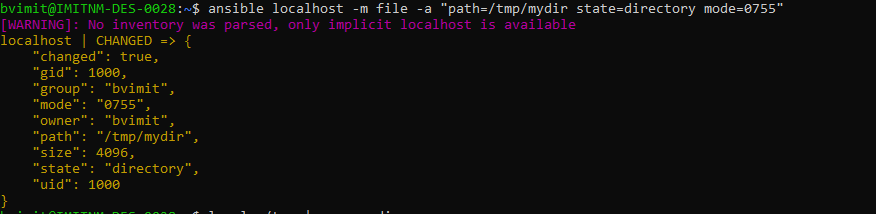 bvimit@IMITNM-DES-0028:~$ ansible localhost -m file -a "path=/tmp/mydir state=directory mode=0755"
[WARNING]: No inventory was parsed, only implicit localhost is available
localhost | CHANGED => {
    "changed": true,
    "gid": 1000,
    "group": "bvimit",
    "mode": "0755",
    "owner": "bvimit",
    "path": "/tmp/mydir",
    "size": 4096,
    "state": "directory",
    "uid": 1000
}